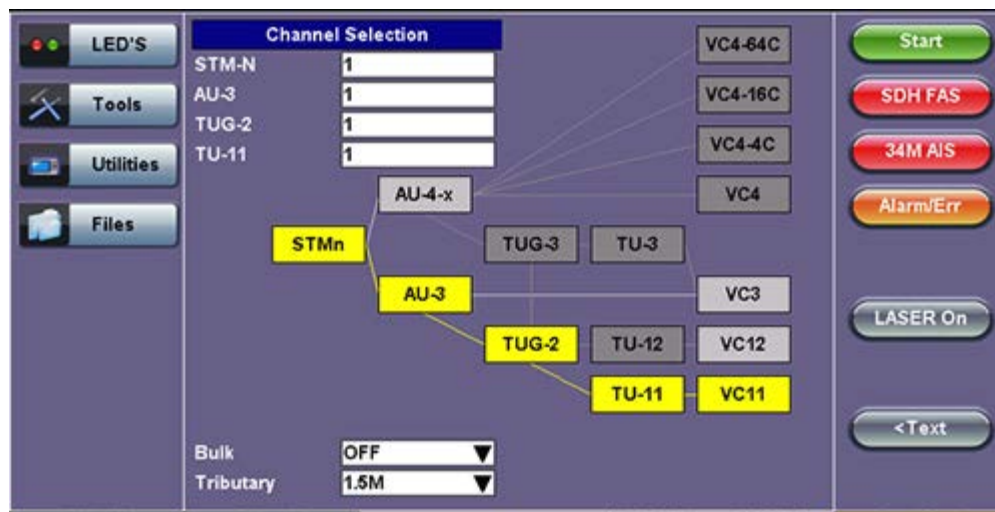 LED'S
Tools
Utilities
Files
Channel Selection
STM-N 1
AU-3 1
TUG-2 1
TU-11 1
VC4-64C
VC4-16C
VC4-4C
AU-4-x VC4
STMn TUG-3 TU-3
AU-3 VC3
TUG-2 TU-12 VC12
TU-11 VC11
Bulk OFF
Tributary 1.5M
Start
SDH FAS
34M AIS
Alarm/Err
LASER On
<Text